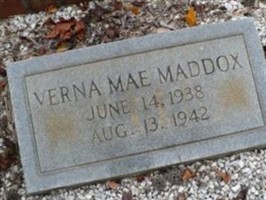 VERNA MAE MADDOX
JUNE 14, 1938
AUG. 13. 1942